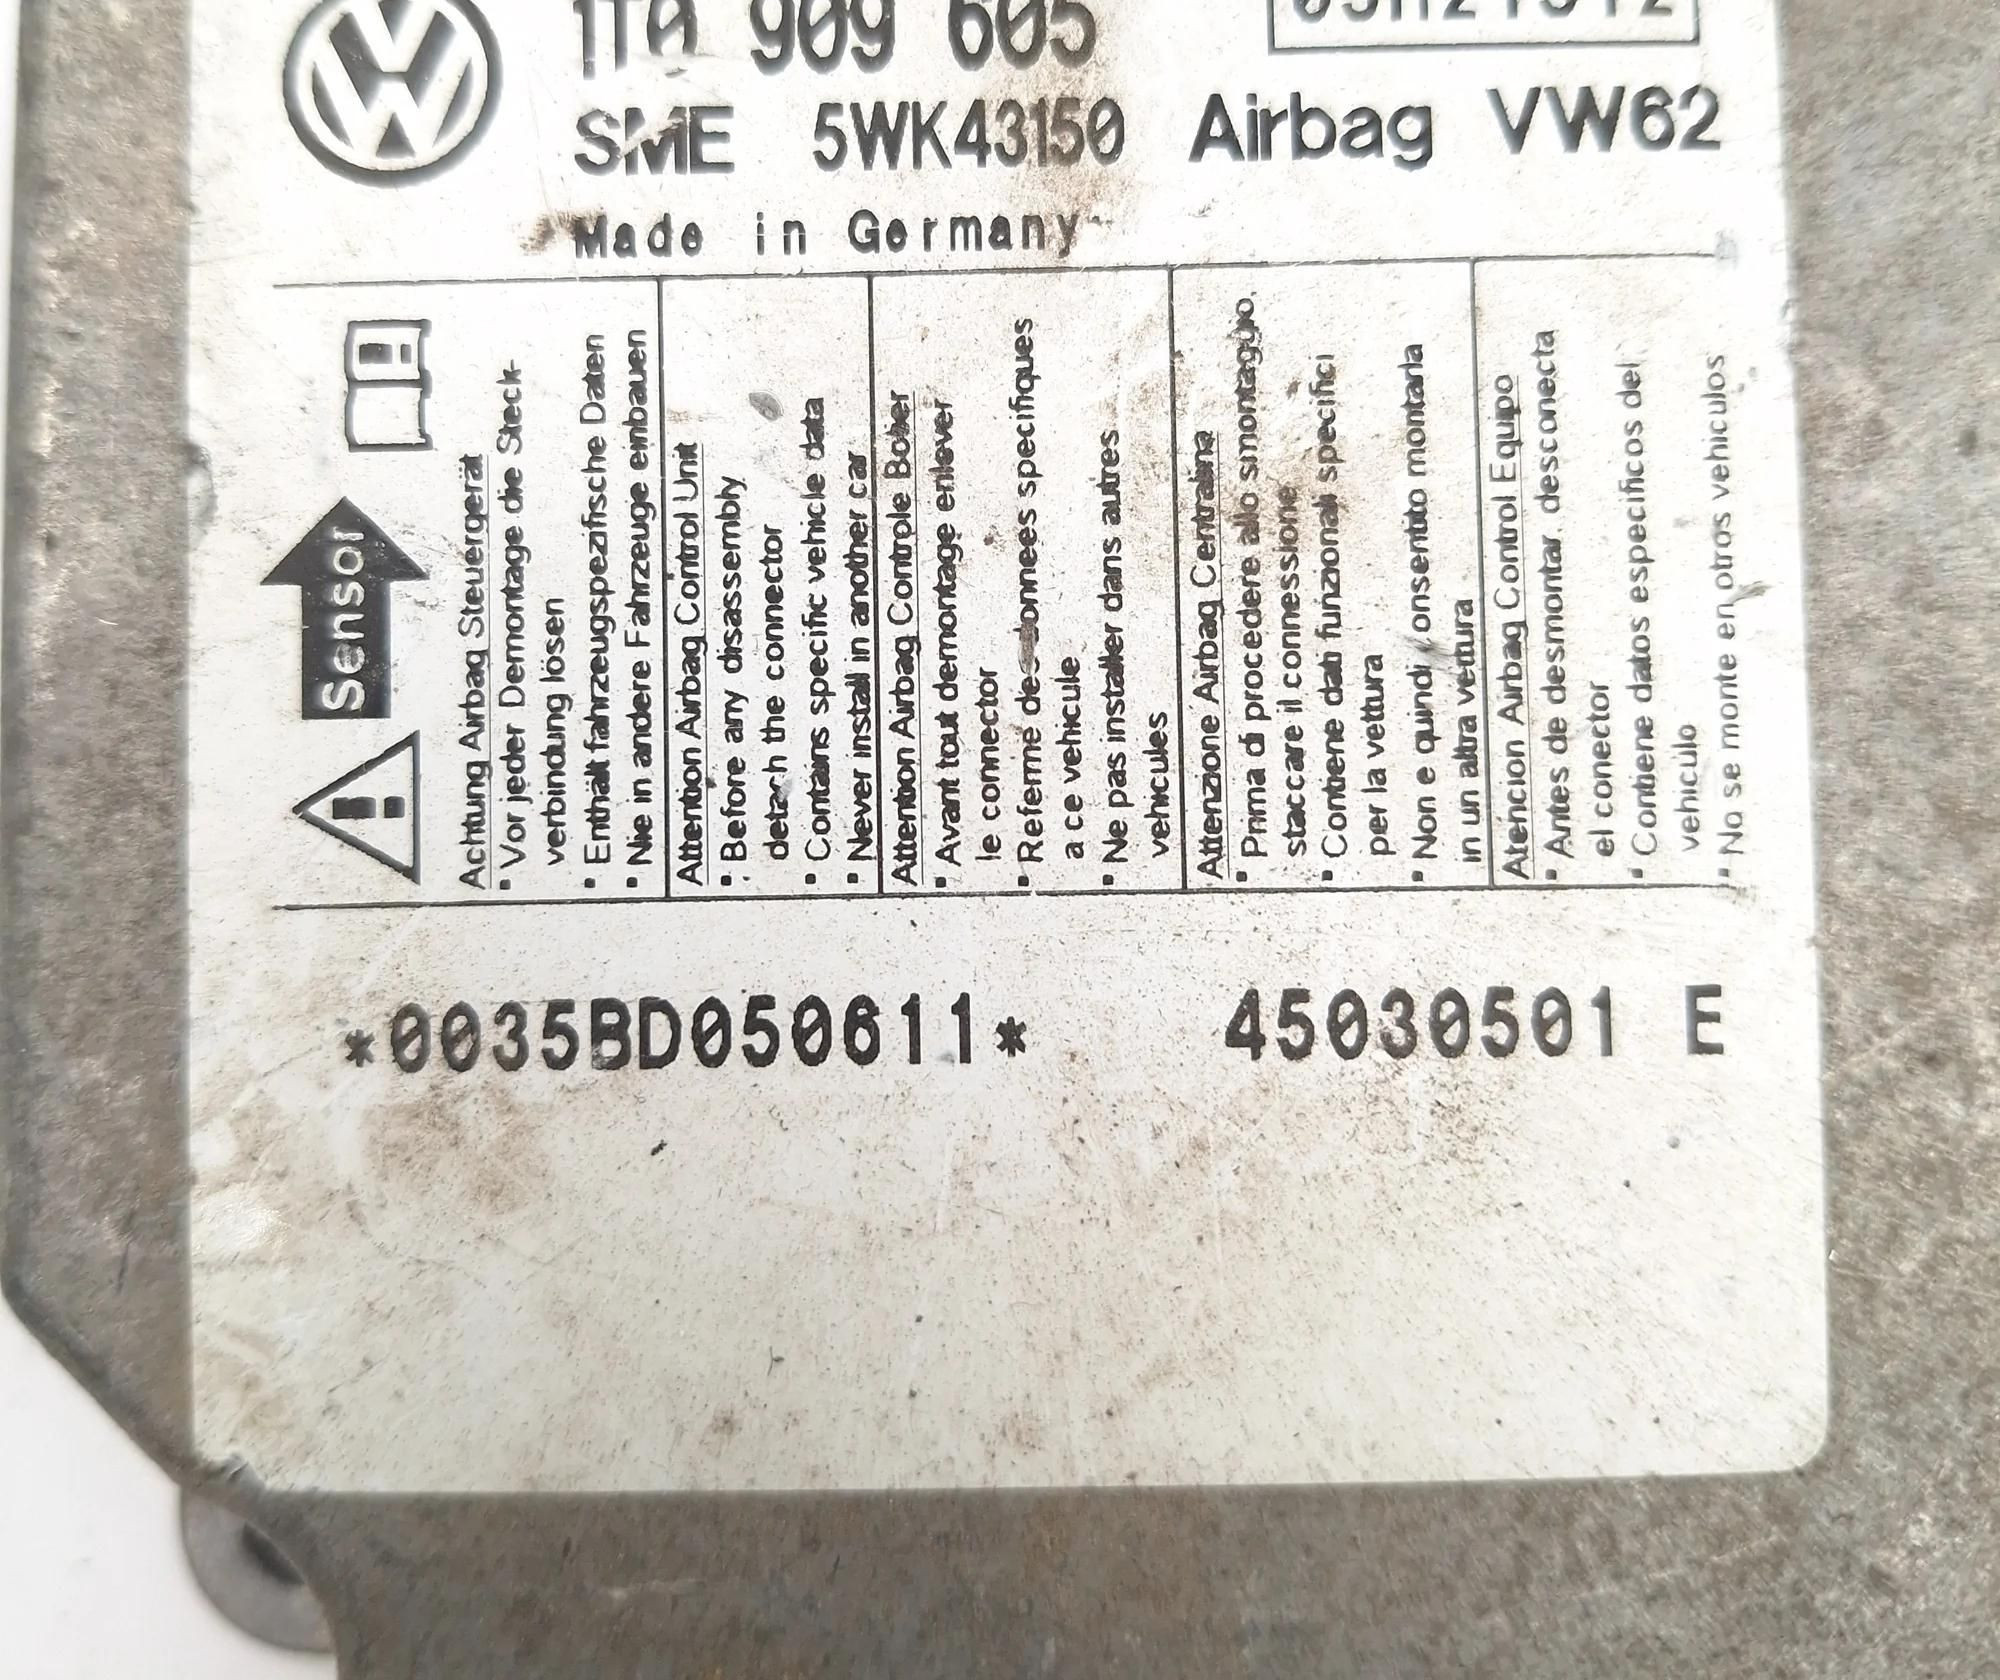 1T0 909 605
SME 5WK43150 Airbag VW62
Made in Germany
Sensor
Achtung Airbag Steuergerät
• Vor jeder Demontage die Steck-
verbindung lösen
• Enthält fahrzeugspezifische Daten
• Nie in andere Fahrzeuge einbauen
Attention Airbag Control Unit
• Before any disassembly
detach the connector
• Contains specific vehicle data
• Never install in another car
Attention Airbag Controle Boitier
• Avant tout demontage enlever
le connector
• Referme des donnees specifiques
a ce vehicule
• Ne pas installer dans autres
vehicules
Attenzione Airbag Centralina
• Prima di procedere allo smontaggio,
staccare il connessione
• Contiene dati funzionali specifici
per la vettura
• Non e quindi consentito montarla
in un altra vettura
Atencion Airbag Control Equipo
• Antes de desmontar, desconecta
el conector
• Contiene datos especificos del
vehiculo
• No se monte en otros vehiculos
*0035BD050611* 45030501 E